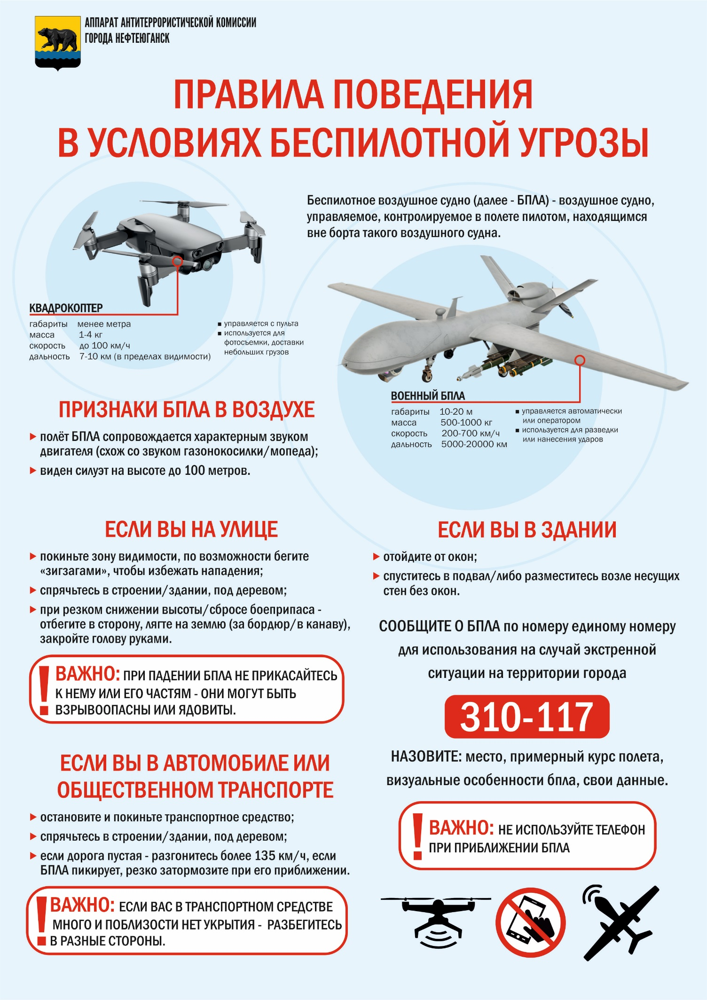 АППАРАТ АНТИТЕРРОРИСТИЧЕСКОЙ КОМИССИИ
ГОРОДА НЕФТЕЮГАНСК
ПРАВИЛА ПОВЕДЕНИЯ
В УСЛОВИЯХ БЕСПИЛОТНОЙ УГРОЗЫ
Беспилотное воздушное судно (далее - БПЛА) - воздушное судно,
управляемое, контролируемое в полете пилотом, находящимся
вне борта такого воздушного судна.
КВАДРОКОПТЕР
габариты менее метра
масса 1-4 кг
скорость до 100 км/ч
дальность 7-10 км (в пределах видимости)
▪ управляется с пульта
▪ используется для
фотосъемки, доставки
небольших грузов
ВОЕННЫЙ БПЛА
габариты 10-20 м
масса 500-1000 кг
скорость 200-700 км/ч
дальность 5000-20000 км
▪ управляется автоматически
или оператором
▪ используется для разведки
или нанесения ударов
ПРИЗНАКИ БПЛА В ВОЗДУХЕ
полёт БПЛА сопровождается характерным звуком
двигателя (схож со звуком газонокосилки/мопеда);
виден силуэт на высоте до 100 метров.
ЕСЛИ ВЫ НА УЛИЦЕ
покиньте зону видимости, по возможности бегите
«зигзагами», чтобы избежать нападения;
спрячьтесь в строении/здании, под деревом;
при резком снижении высоты/сбросе боеприпаса -
отбегите в сторону, лягте на землю (за бордюр/в канаву),
закройте голову руками.
! ВАЖНО: ПРИ ПАДЕНИИ БПЛА НЕ ПРИКАСАЙТЕСЬ
К НЕМУ ИЛИ ЕГО ЧАСТЯМ - ОНИ МОГУТ БЫТЬ
ВЗРЫВООПАСНЫ ИЛИ ЯДОВИТЫ.
ЕСЛИ ВЫ В АВТОМОБИЛЕ ИЛИ
ОБЩЕСТВЕННОМ ТРАНСПОРТЕ
остановите и покиньте транспортное средство;
спрячьтесь в строении/здании, под деревом;
если дорога пустая - разгонитесь более 135 км/ч, если
БПЛА пикирует, резко затормозите при его приближении.
! ВАЖНО: ЕСЛИ ВАС В ТРАНСПОРТНОМ СРЕДСТВЕ
МНОГО И ПОБЛИЗОСТИ НЕТ УКРЫТИЯ - РАЗБЕГИТЕСЬ
В РАЗНЫЕ СТОРОНЫ.
ЕСЛИ ВЫ В ЗДАНИИ
отойдите от окон;
спуститесь в подвал/либо разместитесь возле несущих
стен без окон.
СООБЩИТЕ О БПЛА по номеру единому номеру
для использования на случай экстренной
ситуации на территории города
310-117
НАЗОВИТЕ: место, примерный курс полета,
визуальные особенности бпла, свои данные.
! ВАЖНО: НЕ ИСПОЛЬЗУЙТЕ ТЕЛЕФОН
ПРИ ПРИБЛИЖЕНИИ БПЛА